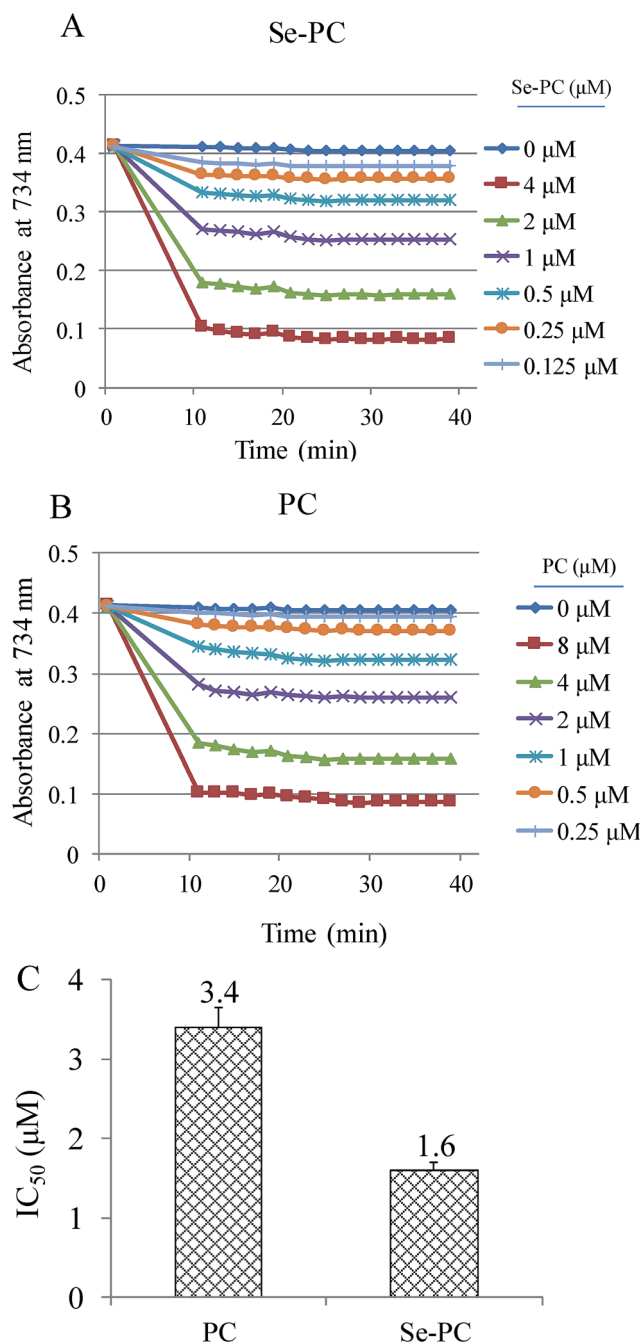 A
Se-PC
Se-PC (μM)
Absorbance at 734 nm
0.5
0.4
0.3
0.2
0.1
0
0 μM
4 μM
2 μM
1 μM
0.5 μM
0.25 μM
0.125 μM
0 10 20 30 40
Time (min)
B
PC
PC (μM)
Absorbance at 734 nm
0.5
0.4
0.3
0.2
0.1
0
0 μM
8 μM
4 μM
2 μM
1 μM
0.5 μM
0.25 μM
0 10 20 30 40
Time (min)
C
IC50 (μM)
4
3
2
1
0
3.4
1.6
PC Se-PC